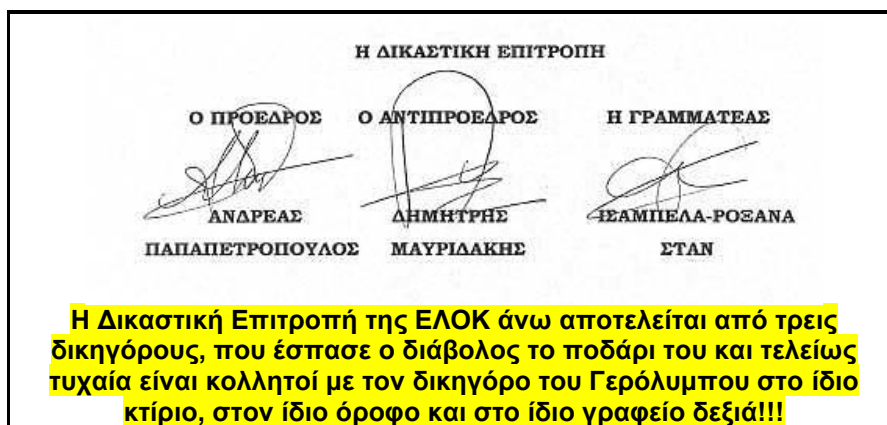 Η ΔΙΚΑΣΤΙΚΗ ΕΠΙΤΡΟΠΗ
Ο ΠΡΟΕΔΡΟΣ Ο ΑΝΤΙΠΡΟΕΔΡΟΣ Η ΓΡΑΜΜΑΤΕΑΣ
ΑΝΔΡΕΑΣ ΔΗΜΗΤΡΗΣ ΙΣΑΜΠΕΛΑ-ΡΟΞΑΝΑ
ΠΑΠΑΠΕΤΡΟΠΟΥΛΟΣ ΜΑΥΡΙΔΑΚΗΣ ΣΤΑΝ
Η Δικαστική Επιτροπή της ΕΛΟΚ άνω αποτελείται από τρεις
δικηγόρους, που έσπασε ο διάβολος το ποδάρι του και τελείως
τυχαία είναι κολλητοί με τον δικηγόρο του Γερόλυμπου στο ίδιο
κτίριο, στον ίδιο όροφο και στο ίδιο γραφείο δεξιά!!!